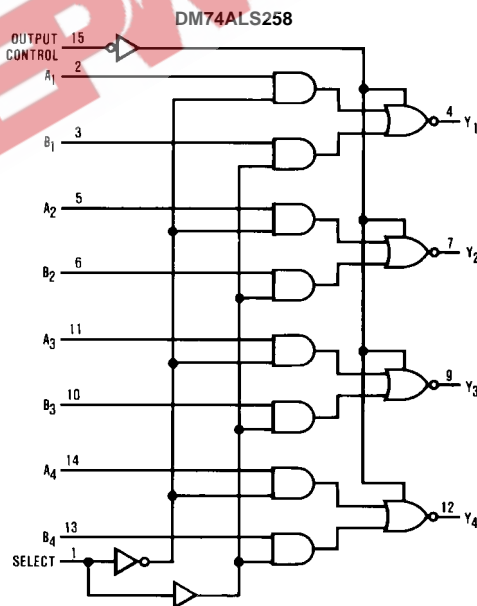 DM74ALS258
OUTPUT CONTROL 15
A1 2
B1 3
4 Y1
A2 5
B2 6
7 Y2
A3 11
B3 10
9 Y3
A4 14
B4 13
12 Y4
SELECT 1